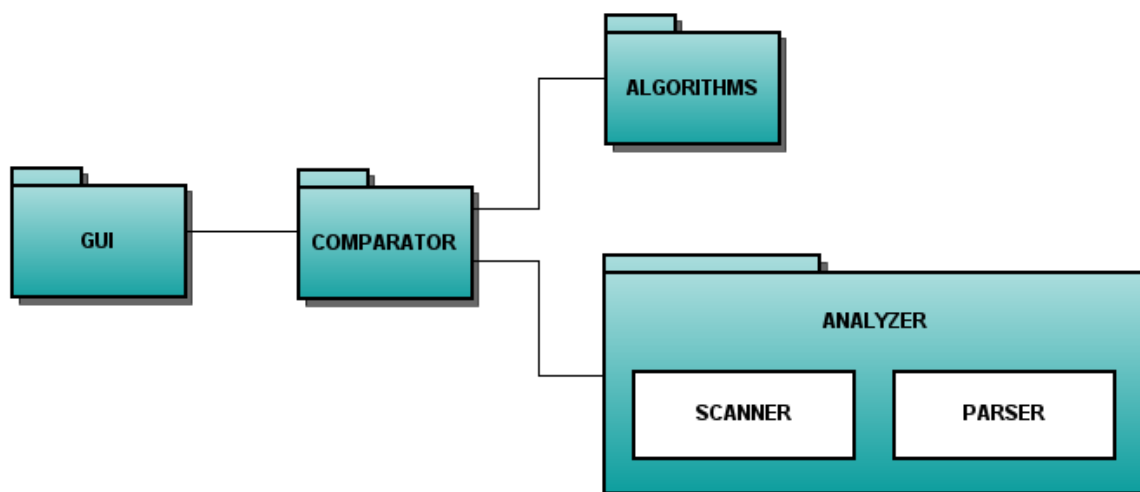 ALGORITHMS
GUI
COMPARATOR
ANALYZER
SCANNER
PARSER